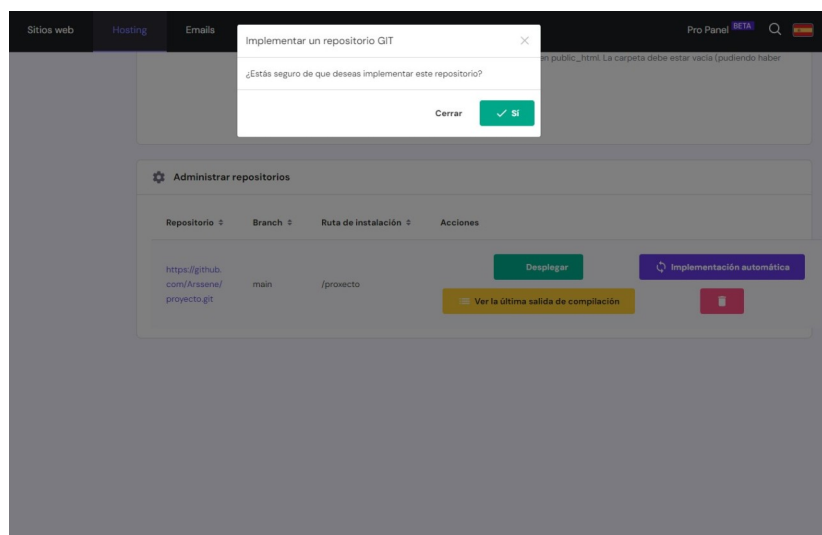 Sitios web Hosting Emails Pro Panel BETA
Implementar un repositorio GIT
en public_html. La carpeta debe estar vacía (pudiendo haber
¿Estás seguro de que deseas implementar este repositorio?
Cerrar Sí
Administrar repositorios
Repositorio Branch Ruta de instalación Acciones
Desplegar Implementación automática
https://github.
com/Arssene/ main /proxecto
proyecto.git
Ver la última salida de compilación